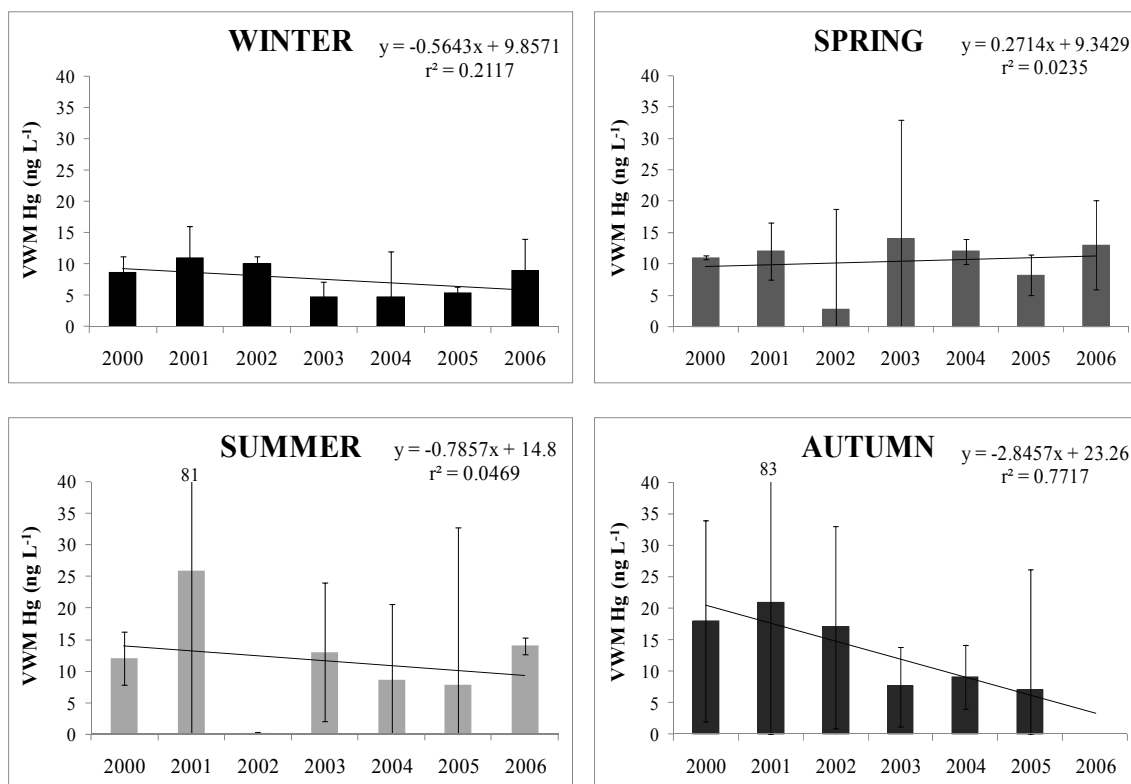 WINTER
y = -0.5643x + 9.8571
r² = 0.2117
VWM Hg (ng L⁻¹)
40
35
30
25
20
15
10
5
0
2000 2001 2002 2003 2004 2005 2006
SPRING
y = 0.2714x + 9.3429
r² = 0.0235
VWM Hg (ng L⁻¹)
40
35
30
25
20
15
10
5
0
2000 2001 2002 2003 2004 2005 2006
SUMMER
y = -0.7857x + 14.8
r² = 0.0469
81
VWM Hg (ng L⁻¹)
40
35
30
25
20
15
10
5
0
2000 2001 2002 2003 2004 2005 2006
AUTUMN
y = -2.8457x + 23.26
r² = 0.7717
83
VWM Hg (ng L⁻¹)
40
35
30
25
20
15
10
5
0
2000 2001 2002 2003 2004 2005 2006